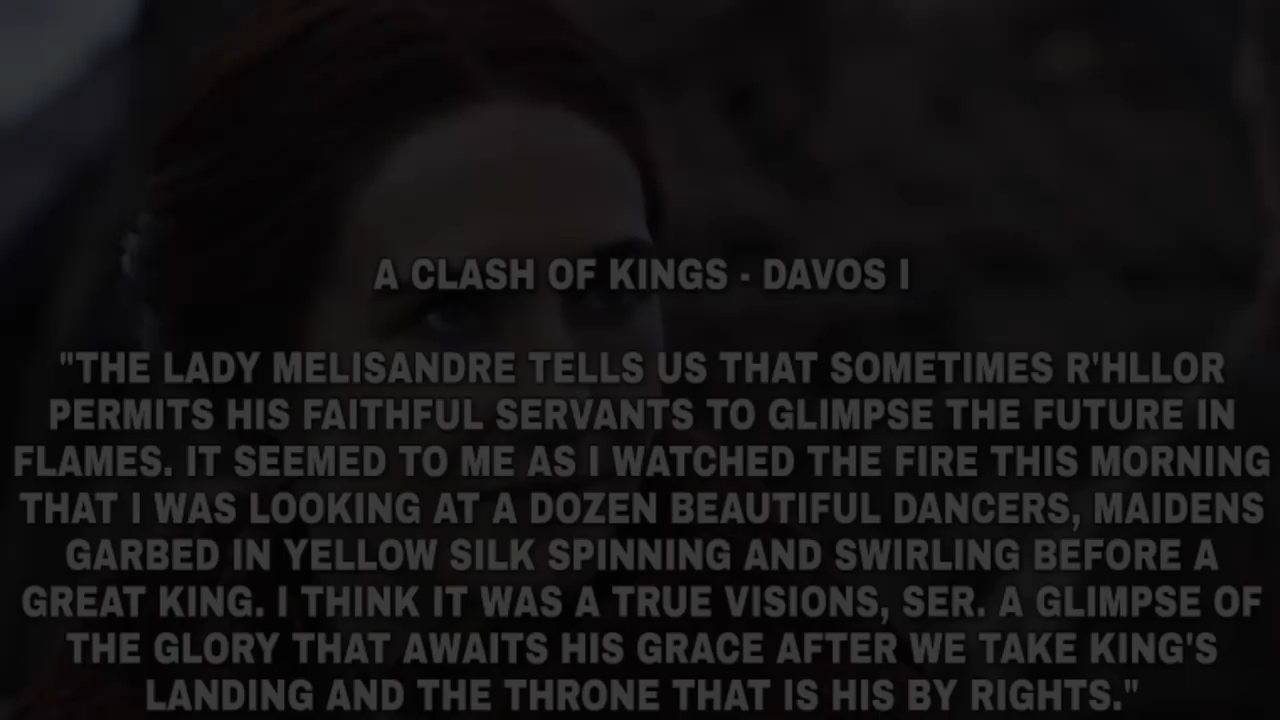 A CLASH OF KINGS - DAVOS I
"THE LADY MELISANDRE TELLS US THAT SOMETIMES R'HLLOR
PERMITS HIS FAITHFUL SERVANTS TO GLIMPSE THE FUTURE IN
FLAMES. IT SEEMED TO ME AS I WATCHED THE FIRE THIS MORNING
THAT I WAS LOOKING AT A DOZEN BEAUTIFUL DANCERS, MAIDENS
GARBED IN YELLOW SILK SPINNING AND SWIRLING BEFORE A
GREAT KING. I THINK IT WAS A TRUE VISIONS, SER. A GLIMPSE OF
THE GLORY THAT AWAITS HIS GRACE AFTER WE TAKE KING'S
LANDING AND THE THRONE THAT IS HIS BY RIGHTS."